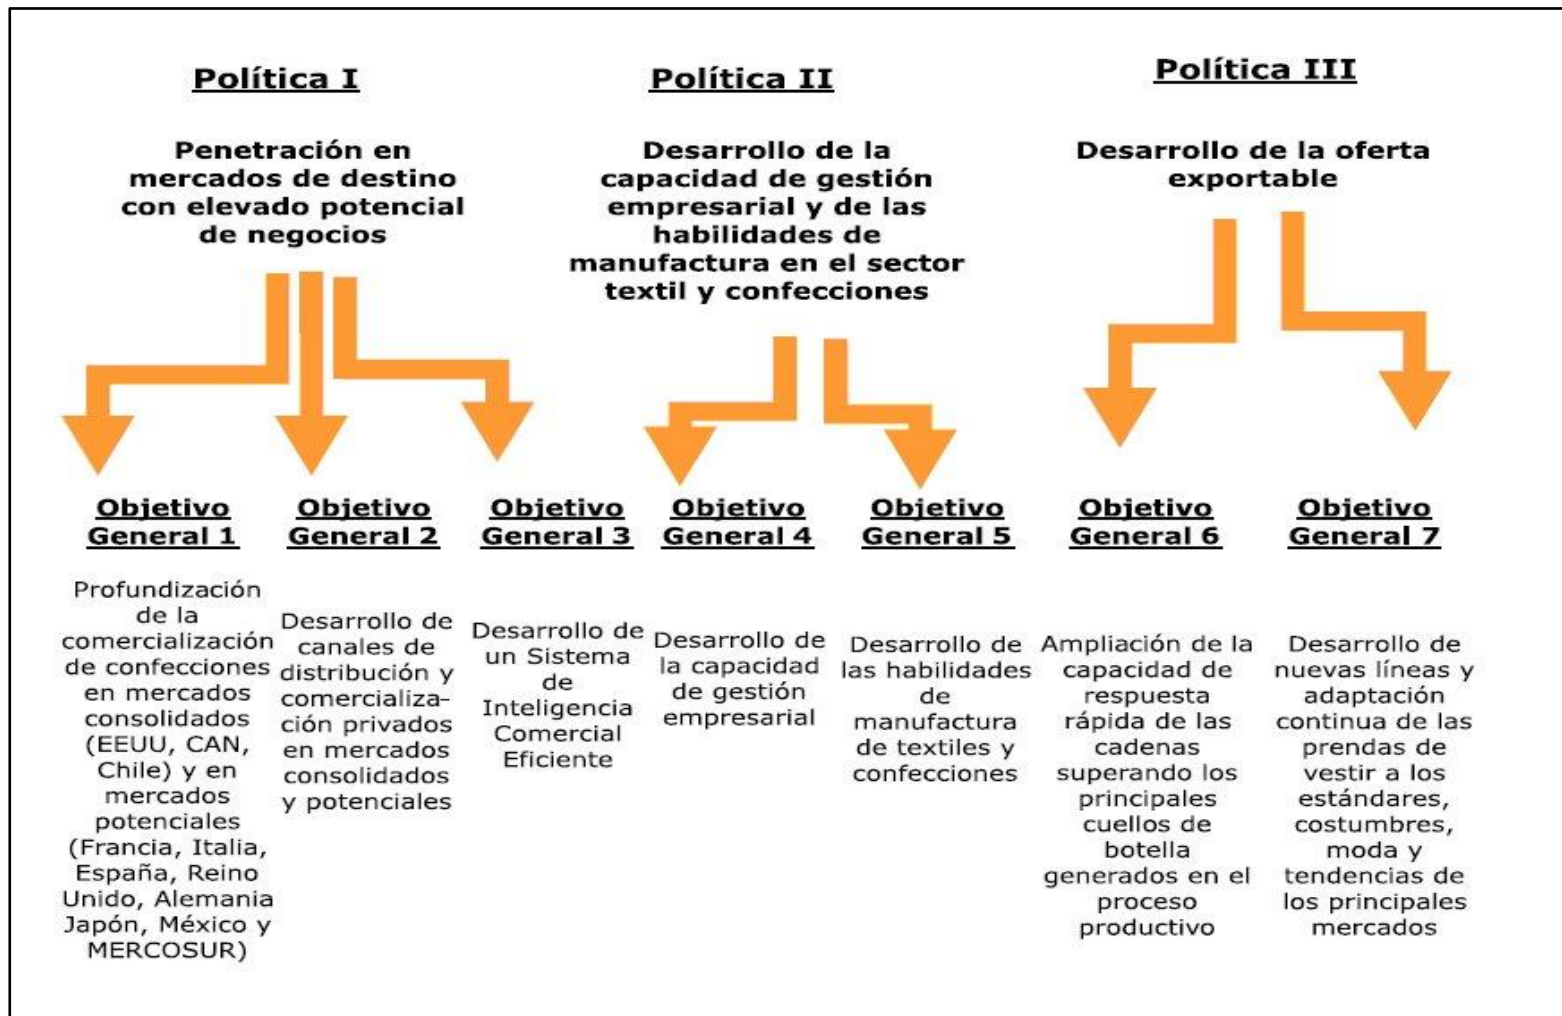 Política I
Penetración en
mercados de destino
con elevado potencial
de negocios
Política II
Desarrollo de la
capacidad de gestión
empresarial y de las
habilidades de
manufactura en el sector
textil y confecciones
Política III
Desarrollo de la oferta
exportable
Objetivo
General 1
Profundización
de la
comercialización
de confecciones
en mercados
consolidados
(EEUU, CAN,
Chile) y en
mercados
potenciales
(Francia, Italia,
España, Reino
Unido, Alemania
Japón, México y
MERCOSUR)
Objetivo
General 2
Desarrollo de
canales de
distribución y
comercializa-
ción privados
en mercados
consolidados
y potenciales
Objetivo
General 3
Desarrollo de
un Sistema
de
Inteligencia
Comercial
Eficiente
Objetivo
General 4
Desarrollo de
la capacidad
de gestión
empresarial
Objetivo
General 5
Desarrollo de
las habilidades
de
manufactura
de textiles y
confecciones
Objetivo
General 6
Ampliación de la
capacidad de
respuesta
rápida de las
cadenas
superando los
principales
cuellos de
botella
generados en el
proceso
productivo
Objetivo
General 7
Desarrollo de
nuevas líneas y
adaptación
continua de las
prendas de
vestir a los
estándares,
costumbres,
moda y
tendencias de
los principales
mercados